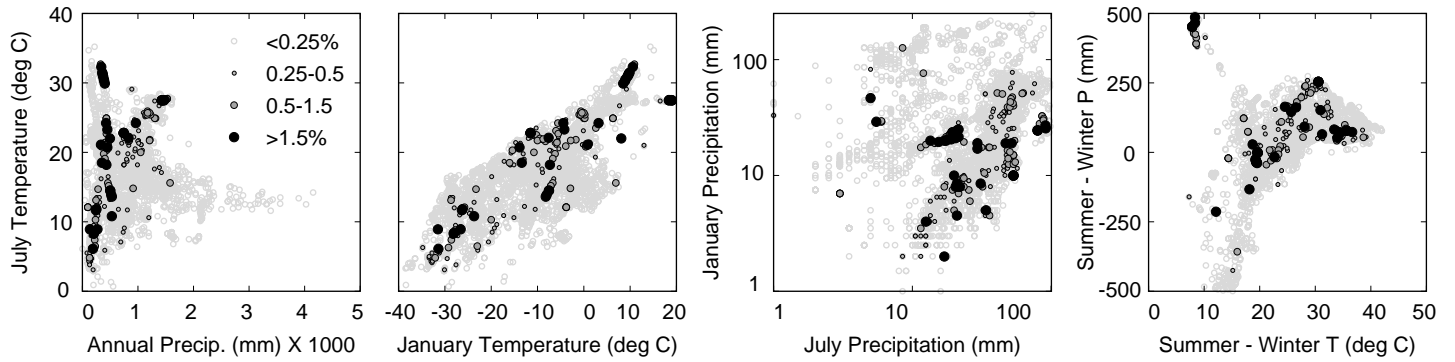 July Temperature (deg C)
40
30
20
10
0
<0.25%
0.25-0.5
0.5-1.5
>1.5%
0 1 2 3 4 5
Annual Precip. (mm) X 1000
-40 -30 -20 -10 0 10 20
January Temperature (deg C)
January Precipitation (mm)
100
10
1
1 10 100
July Precipitation (mm)
Summer - Winter P (mm)
500
250
0
-250
-500
0 10 20 30 40 50
Summer - Winter T (deg C)